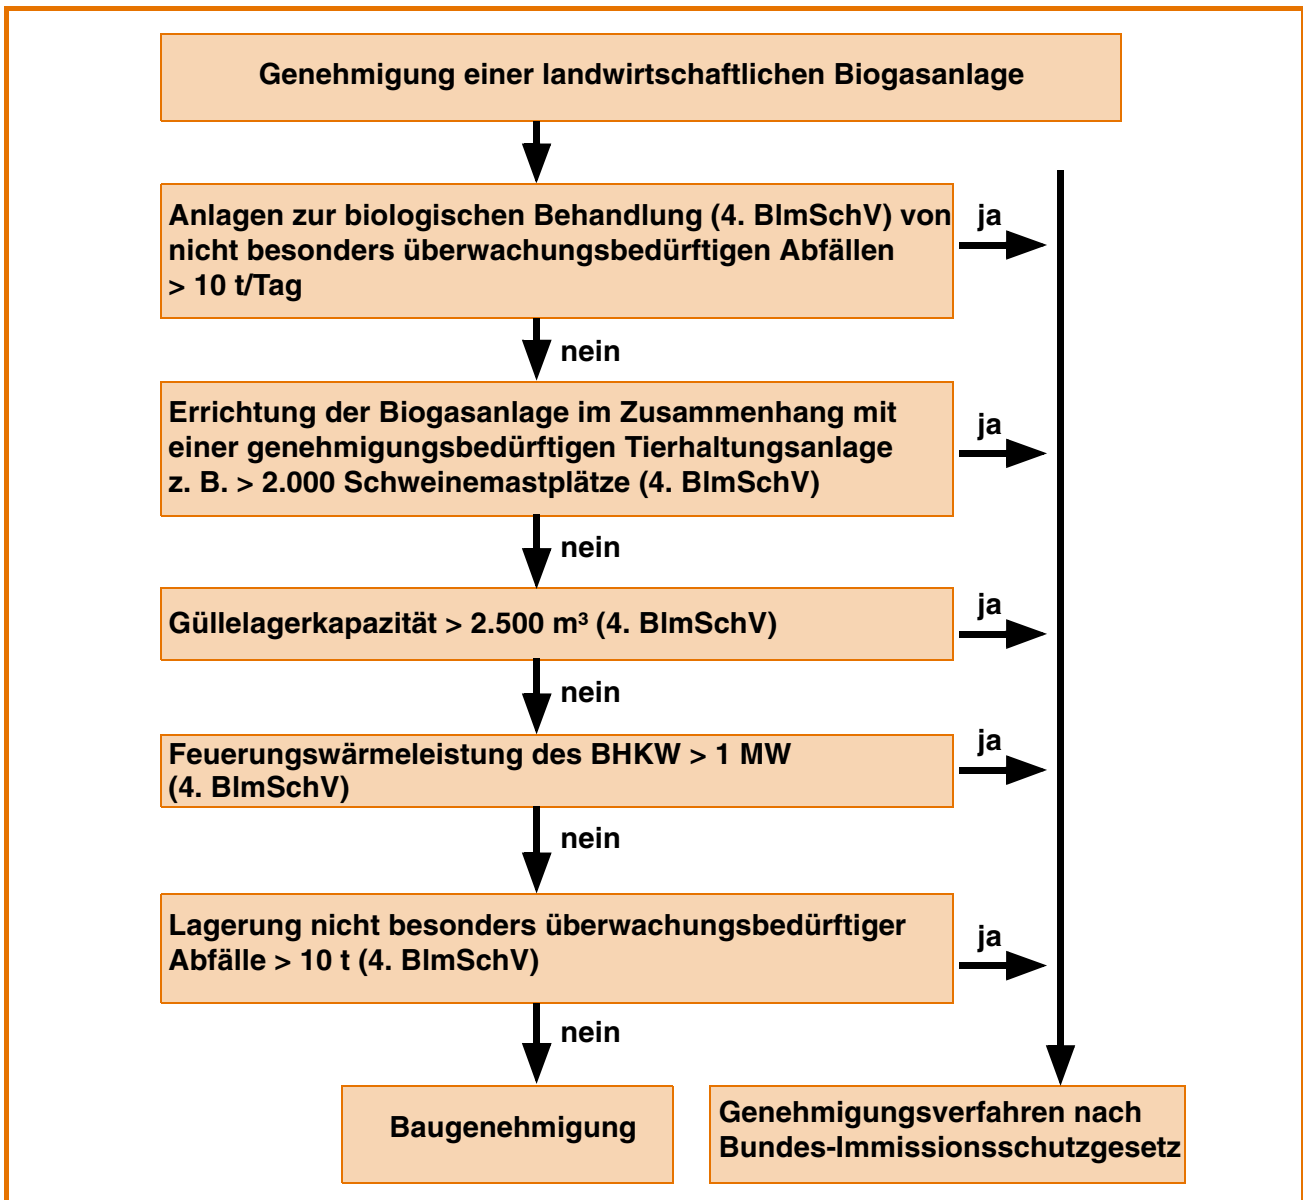 Genehmigung einer landwirtschaftlichen Biogasanlage
Anlagen zur biologischen Behandlung (4. BImSchV) von
nicht besonders überwachungsbedürftigen Abfällen
> 10 t/Tag
ja
nein
Errichtung der Biogasanlage im Zusammenhang mit
einer genehmigungsbedürftigen Tierhaltungsanlage
z. B. > 2.000 Schweinemastplätze (4. BImSchV)
ja
nein
Güllelagerkapazität > 2.500 m³ (4. BImSchV)
ja
nein
Feuerungswärmeleistung des BHKW > 1 MW
(4. BImSchV)
ja
nein
Lagerung nicht besonders überwachungsbedürftiger
Abfälle > 10 t (4. BImSchV)
ja
nein
Baugenehmigung
Genehmigungsverfahren nach
Bundes-Immissionsschutzgesetz